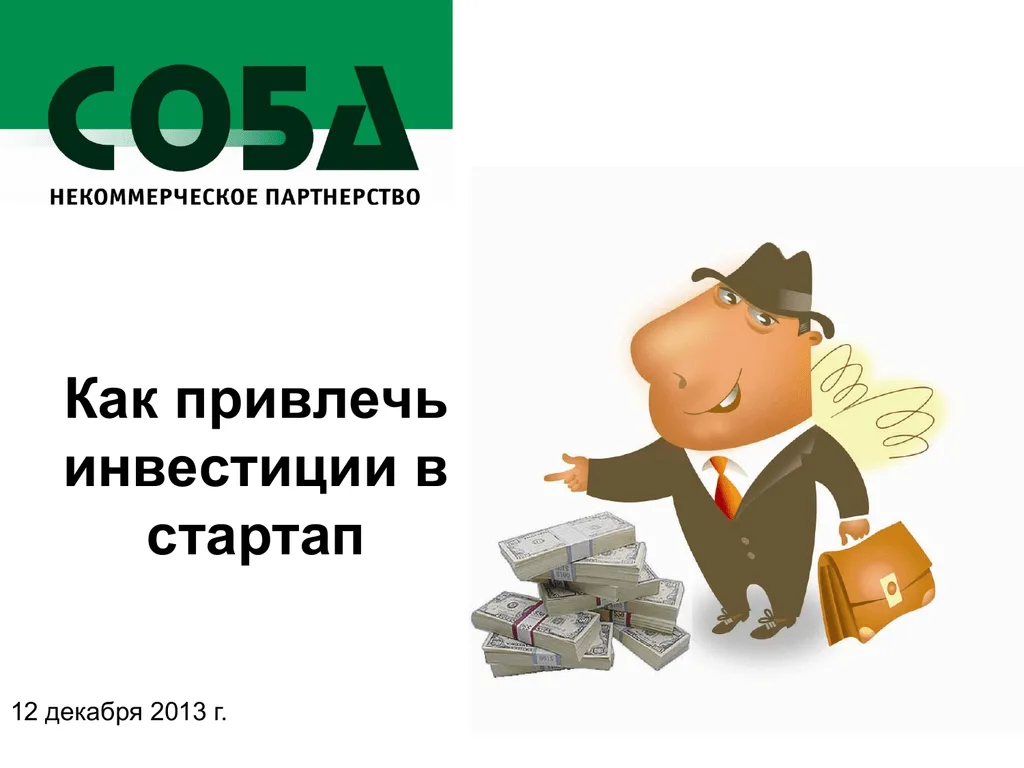 СОБА
НЕКОММЕРЧЕСКОЕ ПАРТНЕРСТВО
Как привлечь
инвестиции в
стартап
12 декабря 2013 г.